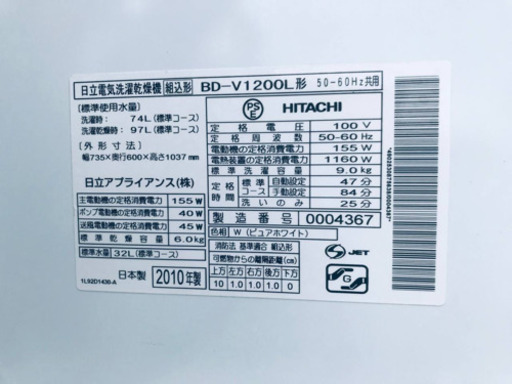 日立電気洗濯乾燥機 組込形 BD-V1200L形 50-60Hz共用
[標準使用水量]
洗濯時: 74L(標準コース)
洗濯乾燥時: 97L(標準コース)
[外形寸法]
幅735×奥行600×高さ1037mm
日立アプライアンス(株)
主電動機の定格消費電力 155W
ポンプ電動機の定格消費電力 40W
送風電動機の定格消費電力 45W
標準乾燥容量 6.0kg
標準水量 32L(標準コース)
日本製 2010年製
1L92D1430-A
PSE HITACHI
定格電圧 100V
定格周波数 50-60Hz
電動機の定格消費電力 155W
電熱装置の定格消費電力 1160W
標準洗濯容量 9.0kg
定格時間 標準コース 自動設定 47分
予約設定 84分
洗いのみ 25分
製造番号 0004367
色相 W(ピュアホワイト)
消防法 基準適合 組込形
可燃物からの離隔距離(cm)
上方 左方 右方 前方 後方 下方
10 1.0 1.0 1.0 0
S JET